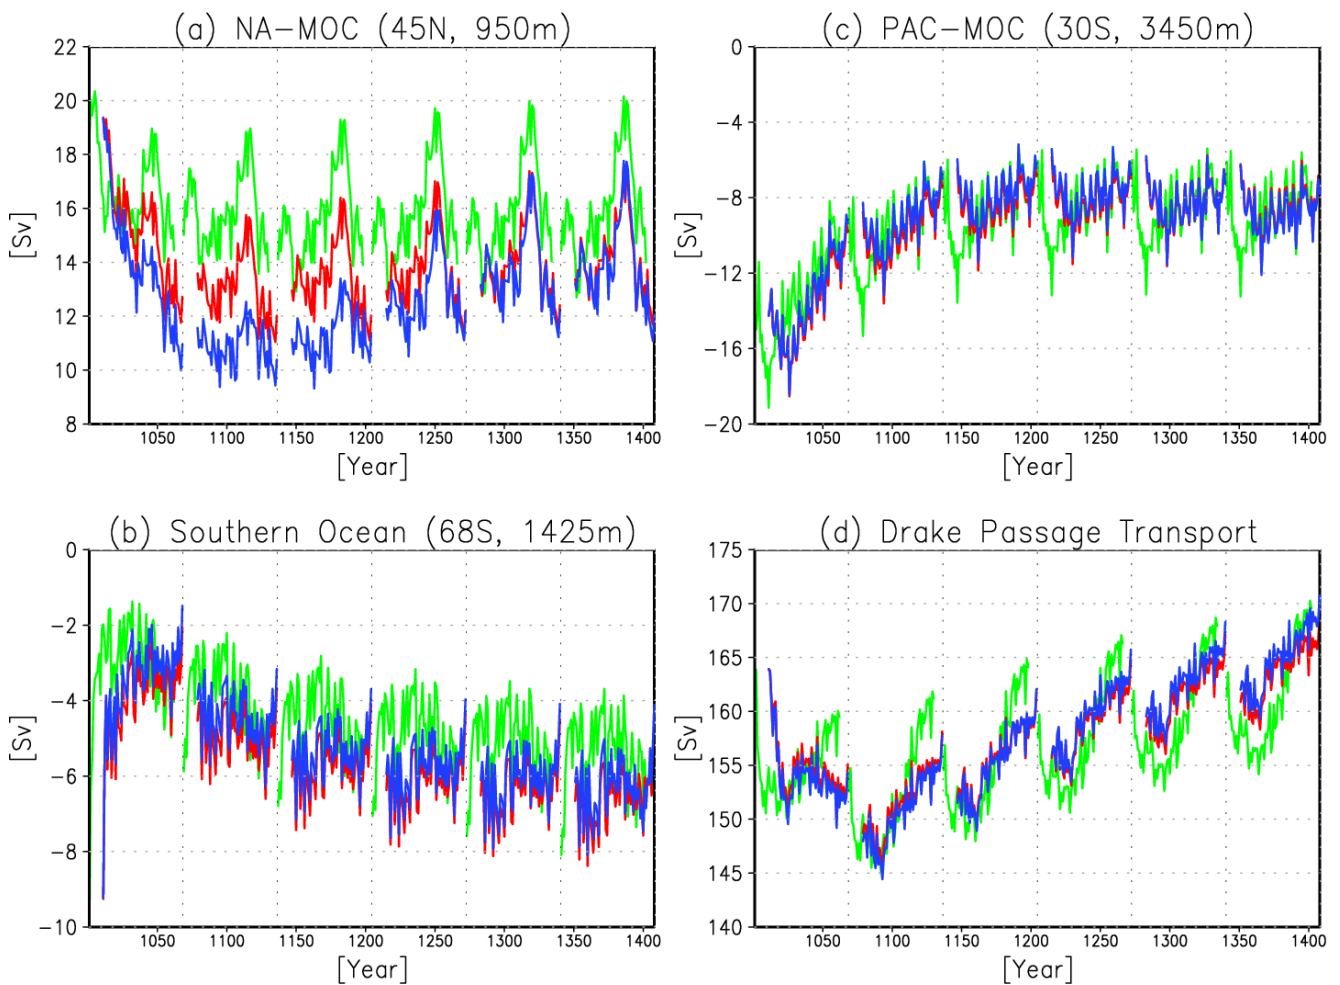 (a) NA-MOC (45N, 950m)
22
20
18
16
14
12
10
8
[Sv]
1050 1100 1150 1200 1250 1300 1350 1400
[Year]
(c) PAC-MOC (30S, 3450m)
0
-4
-8
-12
-16
-20
[Sv]
1050 1100 1150 1200 1250 1300 1350 1400
[Year]
(b) Southern Ocean (68S, 1425m)
0
-2
-4
-6
-8
-10
[Sv]
1050 1100 1150 1200 1250 1300 1350 1400
[Year]
(d) Drake Passage Transport
175
170
165
160
155
150
145
140
[Sv]
1050 1100 1150 1200 1250 1300 1350 1400
[Year]